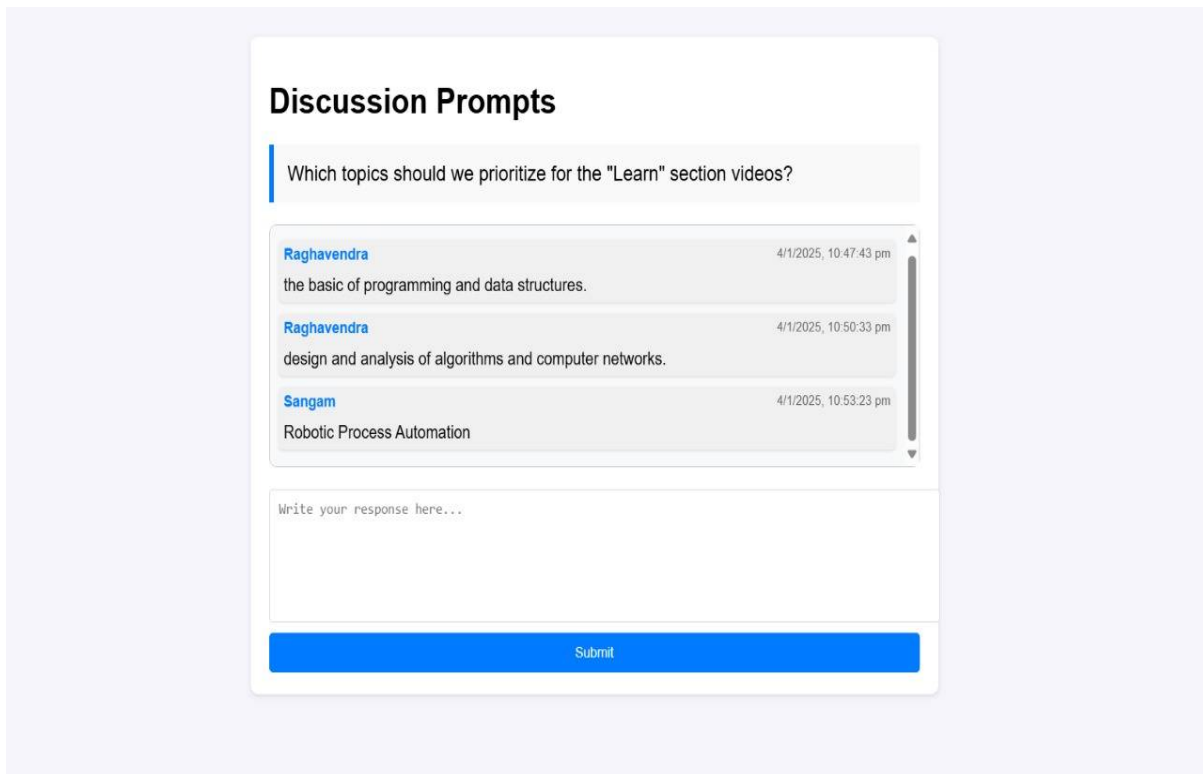 Discussion Prompts
Which topics should we prioritize for the "Learn" section videos?
Raghavendra 4/1/2025, 10:47:43 pm
the basic of programming and data structures.
Raghavendra 4/1/2025, 10:50:33 pm
design and analysis of algorithms and computer networks.
Sangam 4/1/2025, 10:53:23 pm
Robotic Process Automation
Write your response here...
Submit